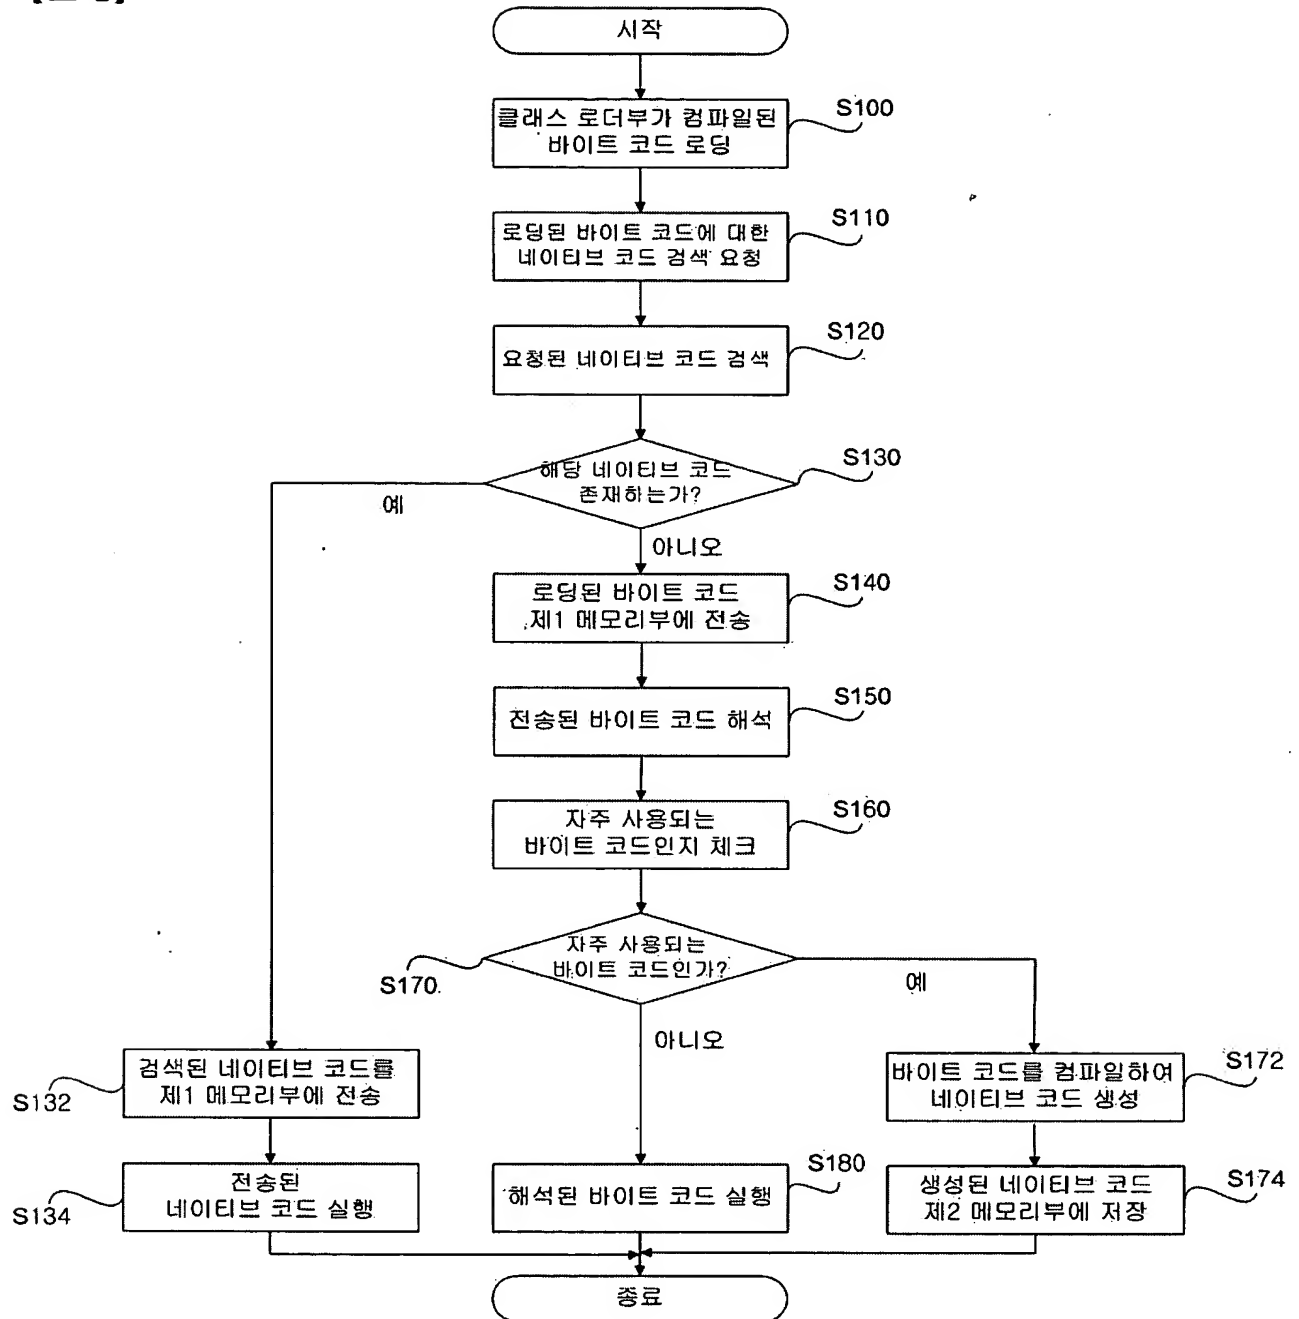 시작
클래스 로더부가 컴파일된
바이트 코드 로딩
S100
로딩된 바이트 코드에 대한
네이티브 코드 검색 요청
S110
요청된 네이티브 코드 검색
S120
해당 네이티브 코드
존재하는가?
S130
예
아니오
로딩된 바이트 코드
제1 메모리부에 전송
S140
전송된 바이트 코드 해석
S150
자주 사용되는
바이트 코드인지 체크
S160
자주 사용되는
바이트 코드인가?
S170
예
아니오
검색된 네이티브 코드를
제1 메모리부에 전송
S132
바이트 코드를 컴파일하여
네이티브 코드 생성
S172
전송된
네이티브 코드 실행
S134
해석된 바이트 코드 실행
S180
생성된 네이티브 코드
제2 메모리부에 저장
S174
종료